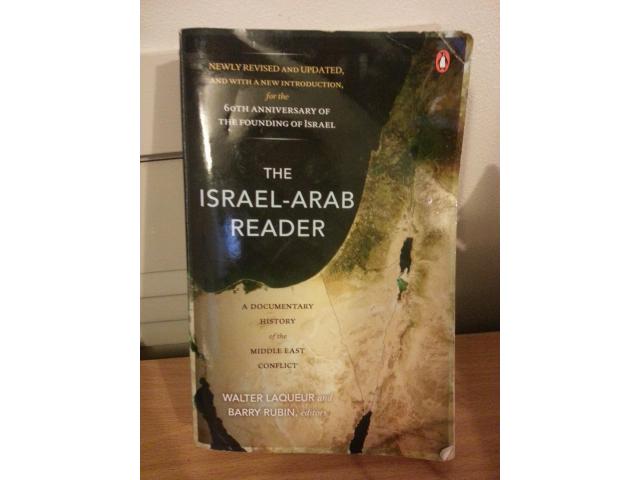 NEWLY REVISED AND UPDATED,
AND WITH A NEW INTRODUCTION,
for the
60TH ANNIVERSARY OF
THE FOUNDING OF ISRAEL
THE
ISRAEL-ARAB
READER
A DOCUMENTARY
HISTORY
of the
MIDDLE EAST
CONFLICT
WALTER LAQUEUR and
BARRY RUBIN, editors